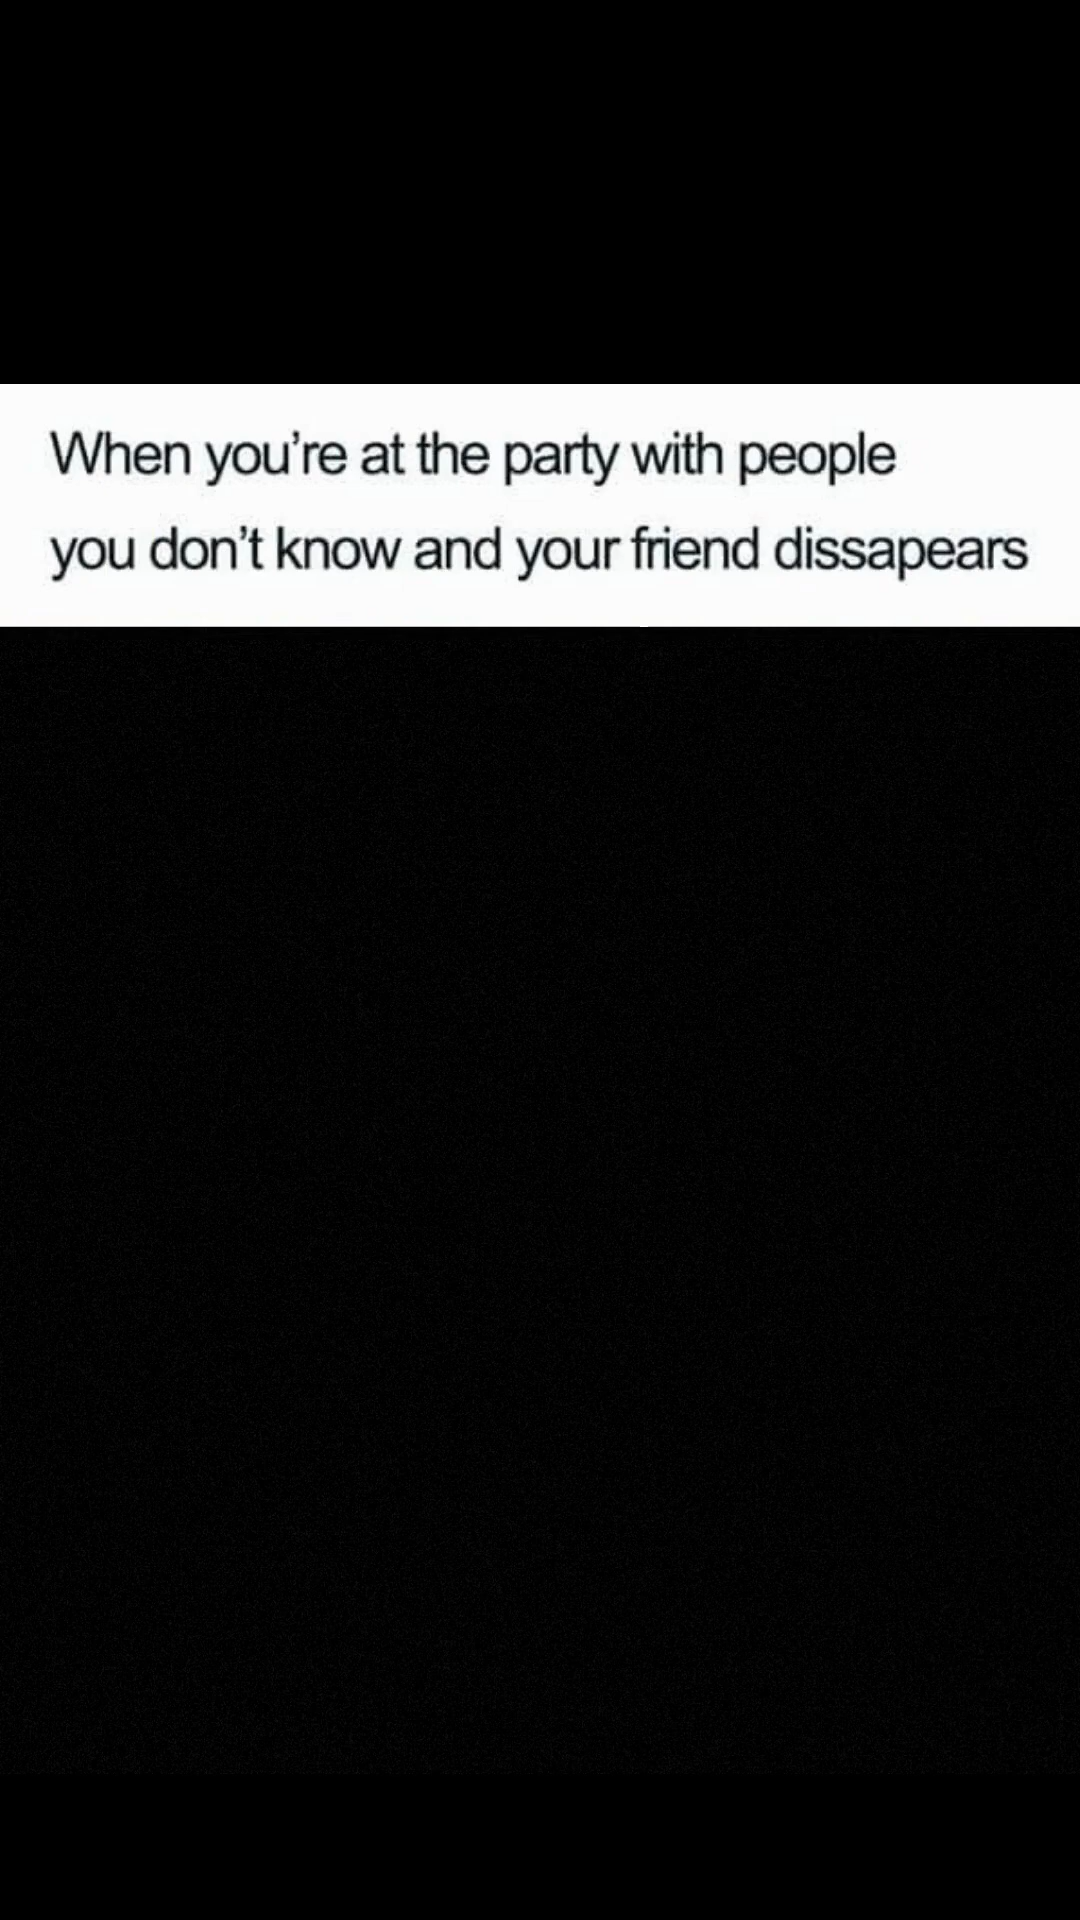 When you’re at the party with people
you don’t know and your friend dissapears